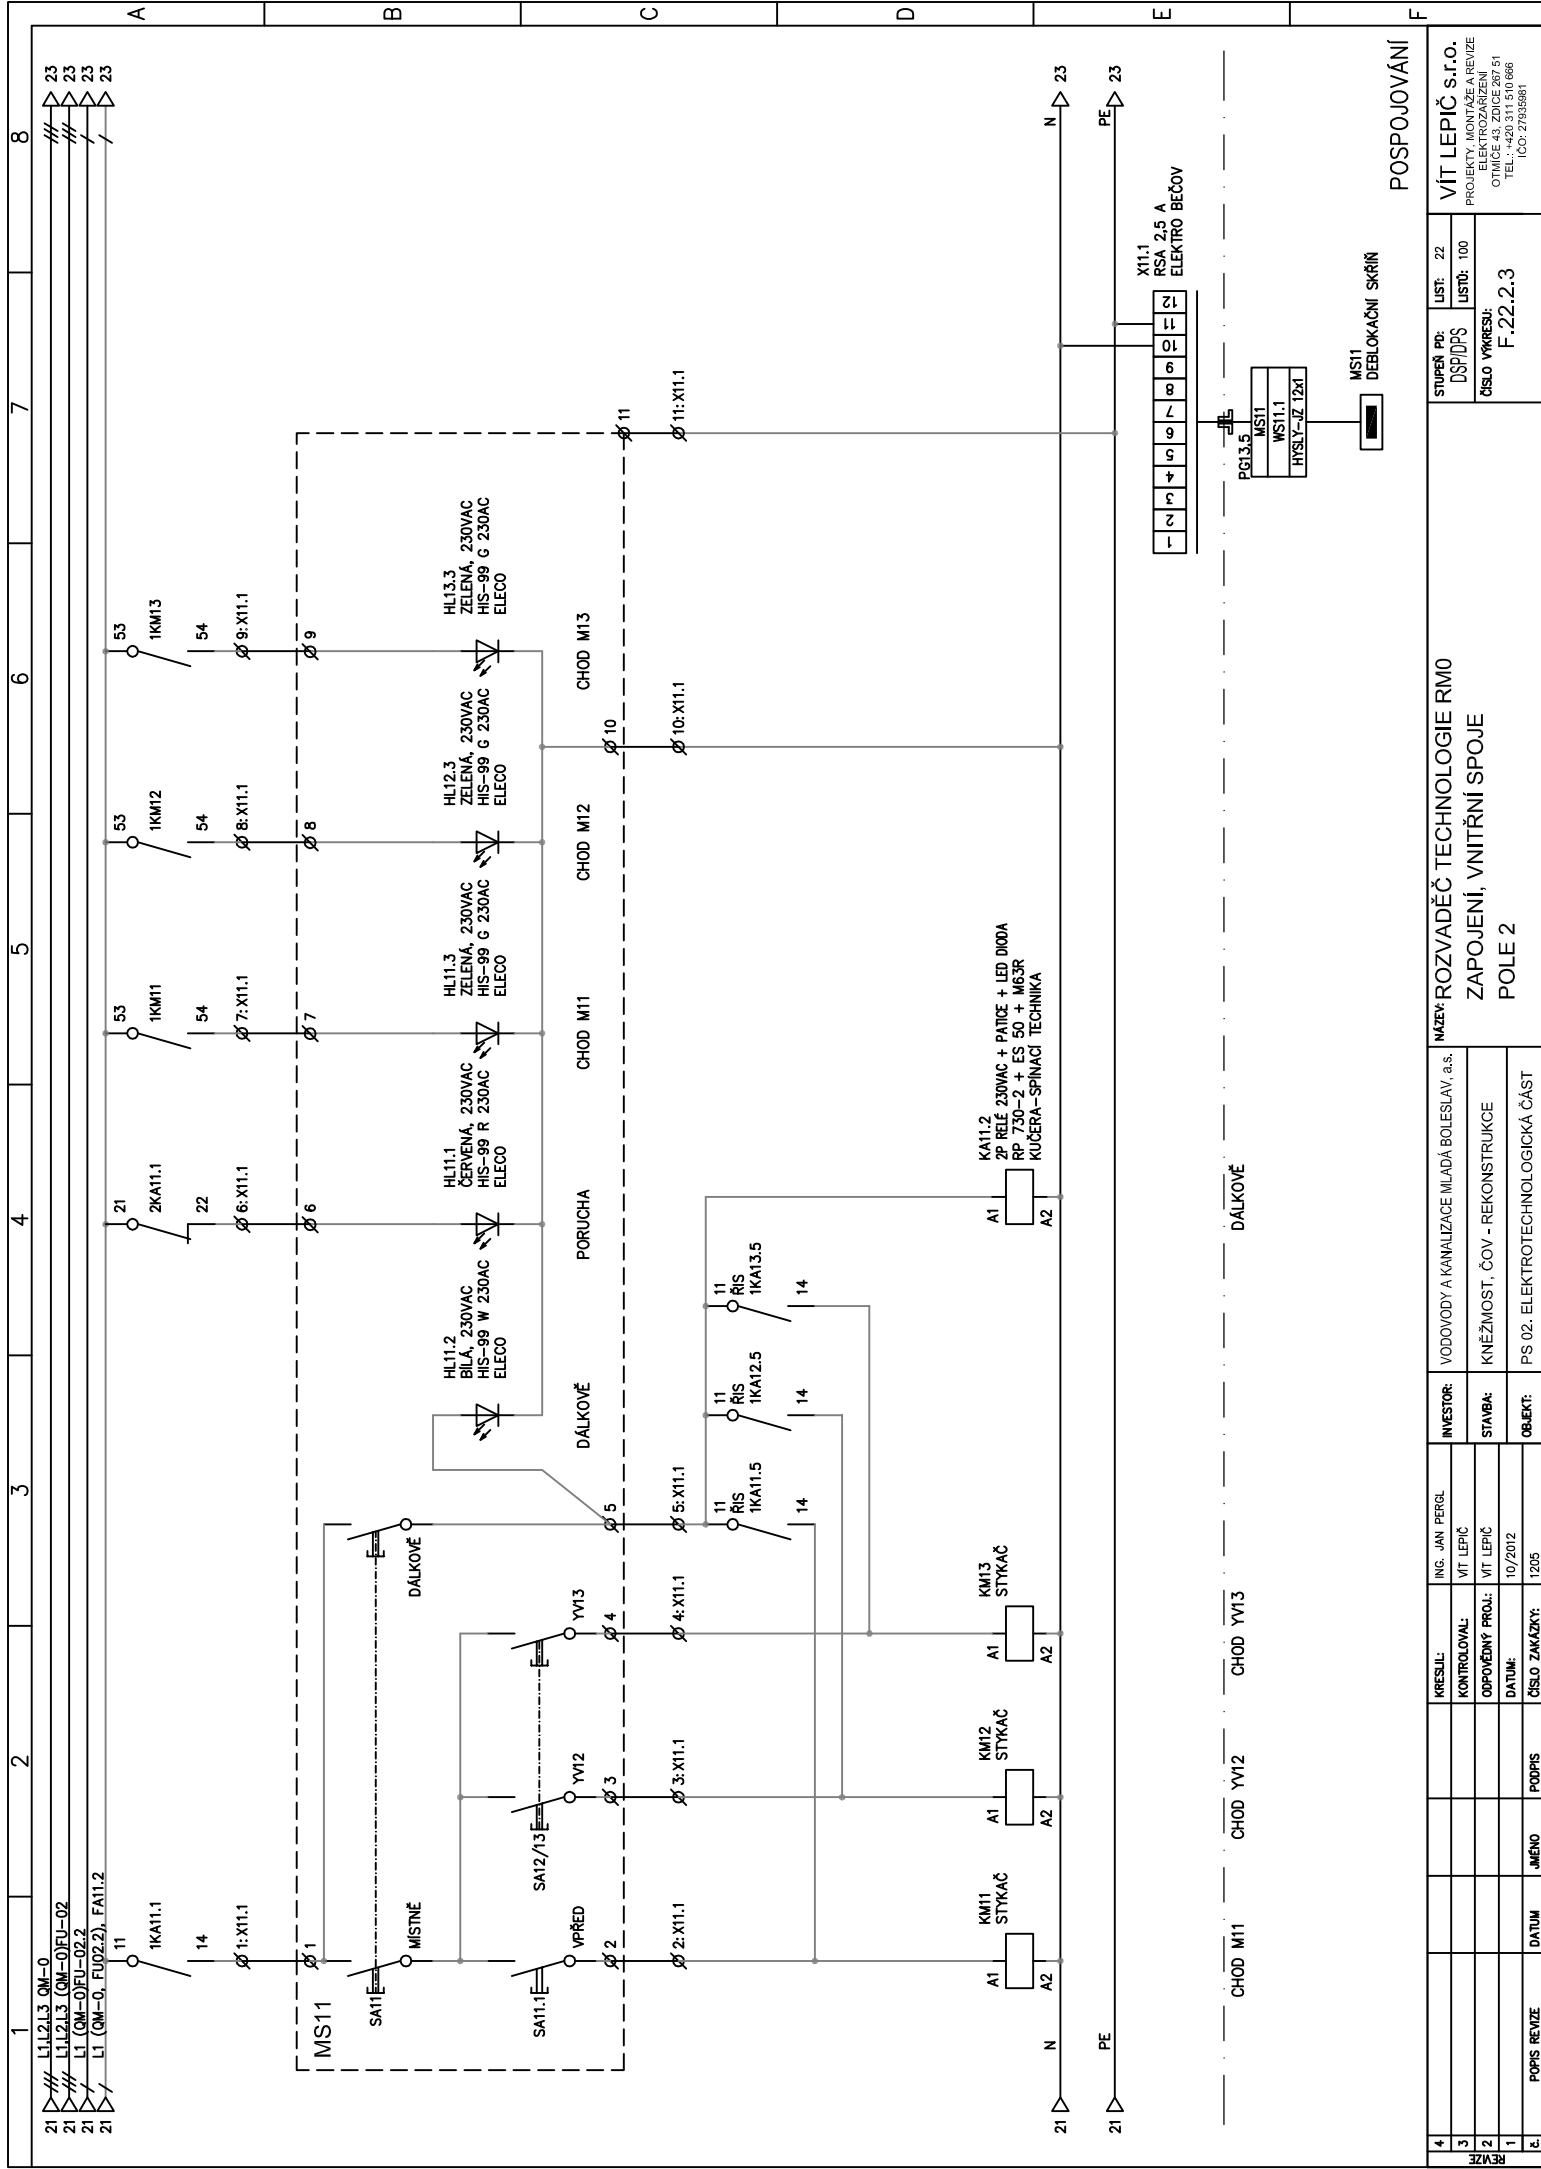 1
2
3
4
5
6
7
8
A
B
C
D
E
F
21
L1,L2,L3 QM-0
23
21
L1,L2,L3 (QM-0)FU-02
23
21
L1 (QM-0)FU-02.2
23
21
L1 (QM-0, FU02.2), FA11.2
23
11
1KA11.1
14
1:X11.1
1
21
2KA11.1
22
6:X11.1
6
53
1KM11
54
7:X11.1
7
53
1KM12
54
8:X11.1
8
53
1KM13
54
9:X11.1
9
MS11
SA11
MÍSTNĚ
DÁLKOVĚ
SA11.1
VPŘED
SA12/13
YV12
YV13
HL11.2
BÍLÁ, 230VAC
HIS-99 W 230AC
ELECO
HL11.1
ČERVENÁ, 230VAC
HIS-99 R 230AC
ELECO
HL11.3
ZELENÁ, 230VAC
HIS-99 G 230AC
ELECO
HL12.3
ZELENÁ, 230VAC
HIS-99 G 230AC
ELECO
HL13.3
ZELENÁ, 230VAC
HIS-99 G 230AC
ELECO
DÁLKOVĚ
PORUCHA
CHOD M11
CHOD M12
CHOD M13
2
3
4
5
10
11
2:X11.1
3:X11.1
4:X11.1
5:X11.1
10:X11.1
11:X11.1
11
ŘIS
1KA11.5
14
11
ŘIS
1KA12.5
14
11
ŘIS
1KA13.5
14
KM11
STYKAČ
A1
A2
KM12
STYKAČ
A1
A2
KM13
STYKAČ
A1
A2
KA11.2
2P RELÉ 230VAC + PATICE + LED DIODA
RP 730-2 + ES 50 + M63R
KUČERA-SPÍNACÍ TECHNIKA
A1
A2
21
N
N
23
21
PE
PE
23
X11.1
RSA 2,5 A
ELEKTRO BEČOV
1 2 3 4 5 6 7 8 9 10 11 12
CHOD M11
CHOD YV12
CHOD YV13
DÁLKOVĚ
PG13,5
MS11
WS11.1
HYSLY-JZ 12x1
MS11
DEBLOKAČNÍ SKŘIŇ
POSPOJOVÁNÍ
REVIZE
4
3
2
1
č.
POPIS REVIZE
DATUM
JMÉNO
PODPIS
KRESLIL:
ING. JAN PERGL
KONTROLOVAL:
VÍT LEPIČ
ODPOVĚDNÝ PROJ.:
VÍT LEPIČ
DATUM:
10/2012
ČÍSLO ZAKÁZKY:
1205
INVESTOR:
VODOVODY A KANALIZACE MLADÁ BOLESLAV, a.s.
STAVBA:
KNĚŽMOST, ČOV - REKONSTRUKCE
OBJEKT:
PS 02. ELEKTROTECHNOLOGICKÁ ČÁST
NÁZEV:
ROZVADĚČ TECHNOLOGIE RM0
ZAPOJENÍ, VNITŘNÍ SPOJE
POLE 2
STUPEŇ PD:
DSP/DPS
LIST: 22
LISTŮ: 100
ČÍSLO VÝKRESU:
F.22.2.3
VÍT LEPIČ s.r.o.
PROJEKTY, MONTÁŽE A REVIZE
ELEKTROZAŘÍZENÍ
OTMÍČE 43, ZDICE 267 51
TEL.: +420 311 510 666
IČO: 27935981